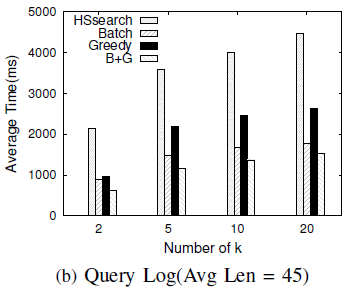 5000
4000
3000
2000
1000
0
Average Time(ms)
HSsearch
Batch
Greedy
B+G
2 5 10 20
Number of k
(b) Query Log(Avg Len = 45)